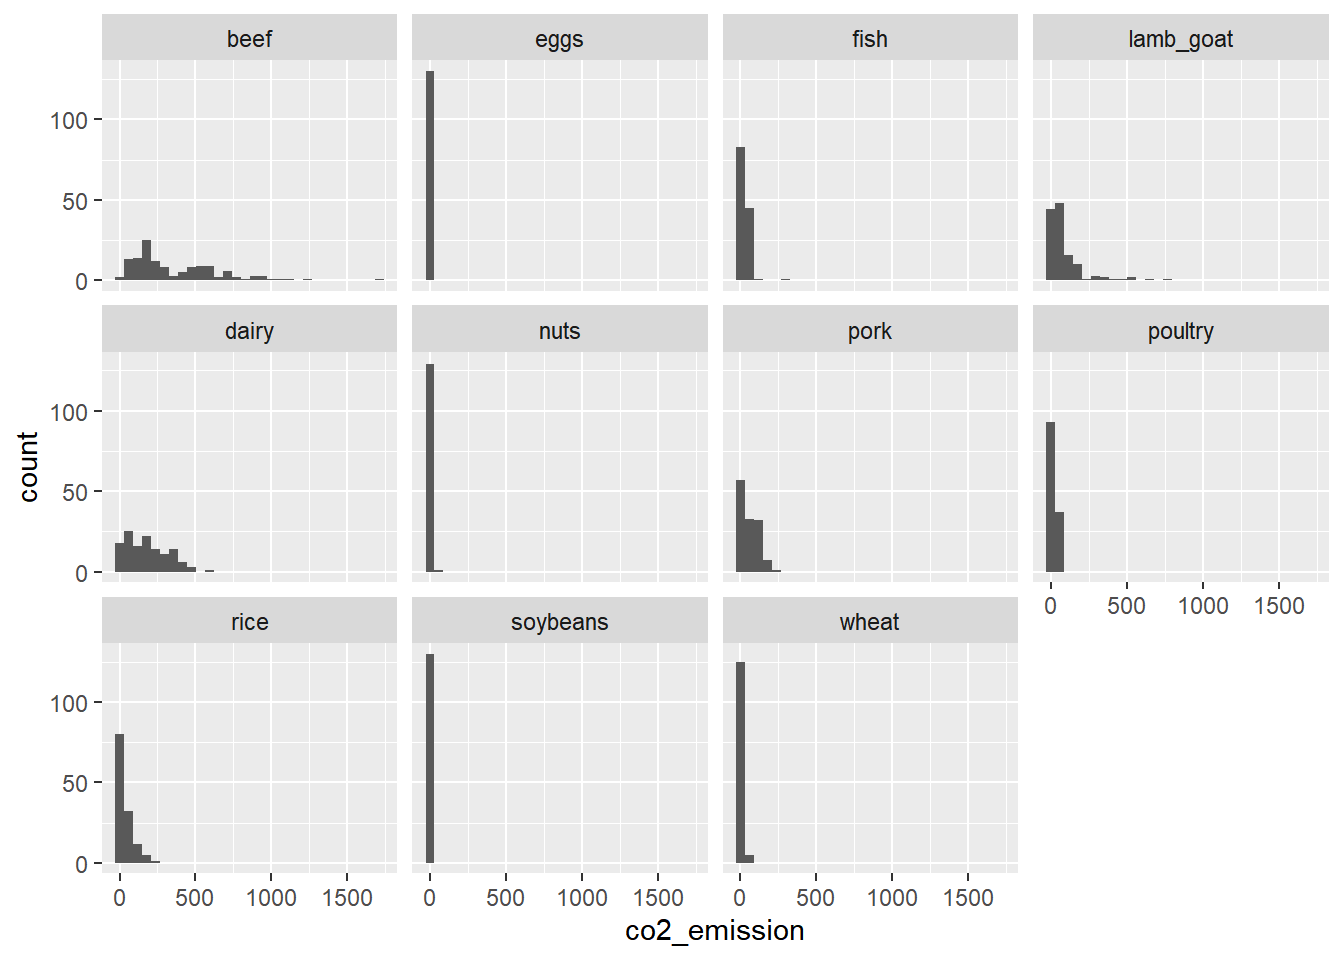 beef eggs fish lamb_goat
100
50
0
dairy nuts pork poultry
100
50
0
count
0 500 1000 1500
rice soybeans wheat
100
50
0
0 500 1000 1500 0 500 1000 1500 0 500 1000 1500
co2_emission